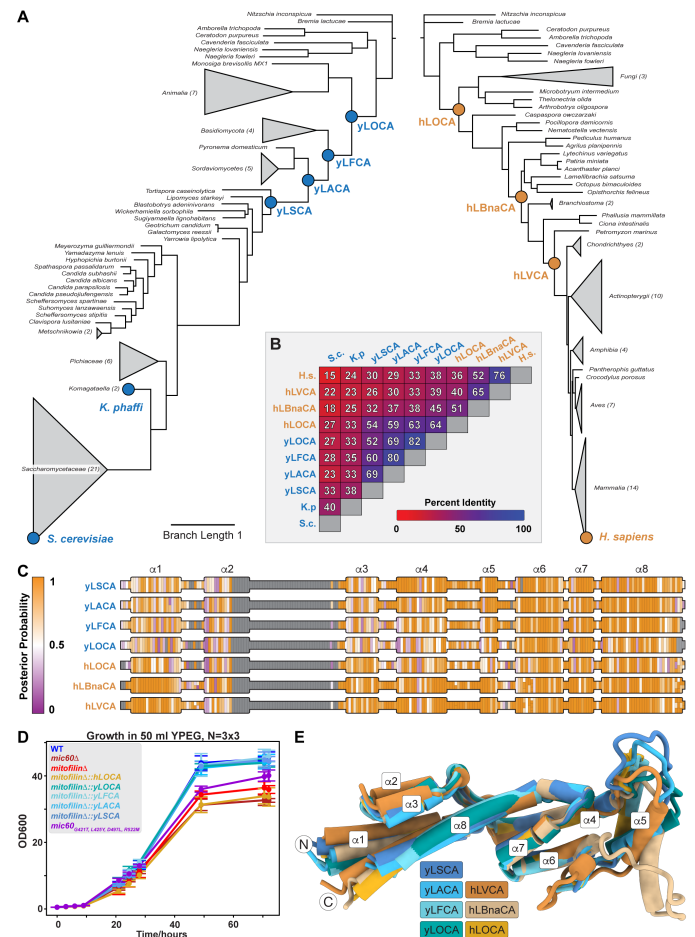 A
Nitzschia inconspicua
Bremia lactucae
Amborella trichopoda
Ceratodon purpureus
Cavenderia fasciculata
Naegleria lovaniensis
Naegleria fowleri
Monosiga brevisollis MX1
Animalia (7)
yLOCA
Basidiomycota (4)
yLFCA
Pyronema domesticum
Sordaviomycetes (5)
yLACA
Tortispora caseinolytica
Lipomyces starkeyi
Blastobotrys adeninivorans
Wickerhamiella sorbophila
Sugiyamaella lignohabitans
Geotrichum candidum
Galactomyces reessii
Yarrowia lipolytica
yLSCA
Meyerozyma guilliermondii
Yamadazyma tenuis
Hyphopichia burtonii
Spathaspora passalidarum
Candida subhashii
Candida albicans
Candida parapsilosis
Candida pseudojiufengensis
Scheffersomyces spartinae
Suhomyces tanzawaensis
Scheffersomyces stipitis
Clavispora lusitaniae
Metschnikowia (2)
Pichiaceae (6)
Komagataella (2)
K. phaffi
Saccharomycetaceae (21)
S. cerevisiae
Branch Length 1
Nitzschia inconspicua
Bremia lactucae
Ceratodon purpureus
Amborella trichopoda
Cavenderia fasciculata
Naegleria lovaniensis
Naegleria fowleri
Fungi (3)
hLOCA
Microbotryum intermedium
Thelonectria olida
Arthrobotrys oligospora
Caspaspora owczarzaki
Pocillopora damicornis
Nematostella vectensis
Pediculus humanus
Agrilus planipennis
Lytechinus variegatus
Patiria miniata
Acanthaster planci
Lamellibrachia satsuma
Octopus bimaculoides
Opisthorchis felineus
hLBnaCA
Branchiostoma (2)
Phallusia mammillata
Ciona intestinalis
Petromyzon marinus
Chondrichthyes (2)
hLVCA
Actinopterygii (10)
Amphibia (4)
Pantherophis guttatus
Crocodylus porosus
Aves (7)
Mammalia (14)
H. sapiens
B
S.c. K.p yLSCA yLACA yLFCA yLOCA hLOCA hLBnaCA hLVCA H.s.
H.s. 15 24 30 29 33 38 36 52 76
hLVCA 22 23 26 30 33 39 40 65
hLBnaCA 18 25 32 37 38 45 51
hLOCA 27 33 54 59 63 64
yLOCA 27 33 52 69 82
yLFCA 28 35 60 80
yLACA 23 33 69
yLSCA 33 38
K.p 40
S.c.
Percent Identity
0 50 100
C
α1 α2 α3 α4 α5 α6 α7 α8
Posterior Probability
1
0.5
0
yLSCA
yLACA
yLFCA
yLOCA
hLOCA
hLBnaCA
hLVCA
D
Growth in 50 ml YPEG, N=3x3
WT
mic60Δ
mitofilinΔ
mitofilinΔ::hLOCA
mitofilinΔ::yLOCA
mitofilinΔ::yLFCA
mitofilinΔ::yLACA
mitofilinΔ::yLSCA
OD600
40
20
0
0 20 40 60
Time/hours
E
α2
α3
α1
α8
α4
α5
α7
α6
N
C
yLSCA
yLACA hLVCA
yLFCA hLBnaCA
yLOCA hLOCA